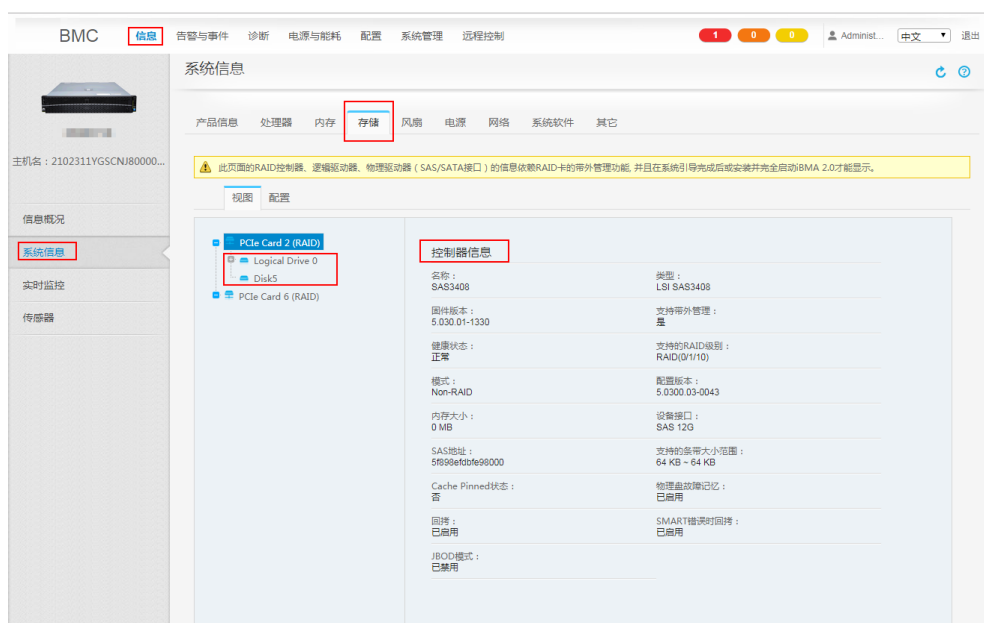 BMC 信息 告警与事件 诊断 电源与能耗 配置 系统管理 远程控制 1 0 0 Administ... 中文 退出
系统信息
产品信息 处理器 内存 存储 风扇 电源 网络 系统软件 其它
主机名：2102311YGSCNJ80000...
此页面的RAID控制器、逻辑驱动器、物理驱动器（SAS/SATA接口）的信息依赖RAID卡的带外管理功能, 并且在系统引导完成后或安装并完全启动iBMA 2.0才能显示。
视图 配置
信息概况
系统信息
实时监控
传感器
PCIe Card 2 (RAID)
Logical Drive 0
Disk5
PCIe Card 6 (RAID)
控制器信息
名称： 类型：
SAS3408 LSI SAS3408
固件版本： 支持带外管理：
5.030.01-1330 是
健康状态： 支持的RAID级别：
正常 RAID(0/1/10)
模式： 配置版本：
Non-RAID 5.0300.03-0043
内存大小： 设备接口：
0 MB SAS 12G
SAS地址： 支持的条带大小范围：
5f898efdbfe98000 64 KB ~ 64 KB
Cache Pinned状态： 物理盘故障记忆：
否 已启用
回拷： SMART错误时回拷：
已启用 已启用
JBOD模式：
已禁用